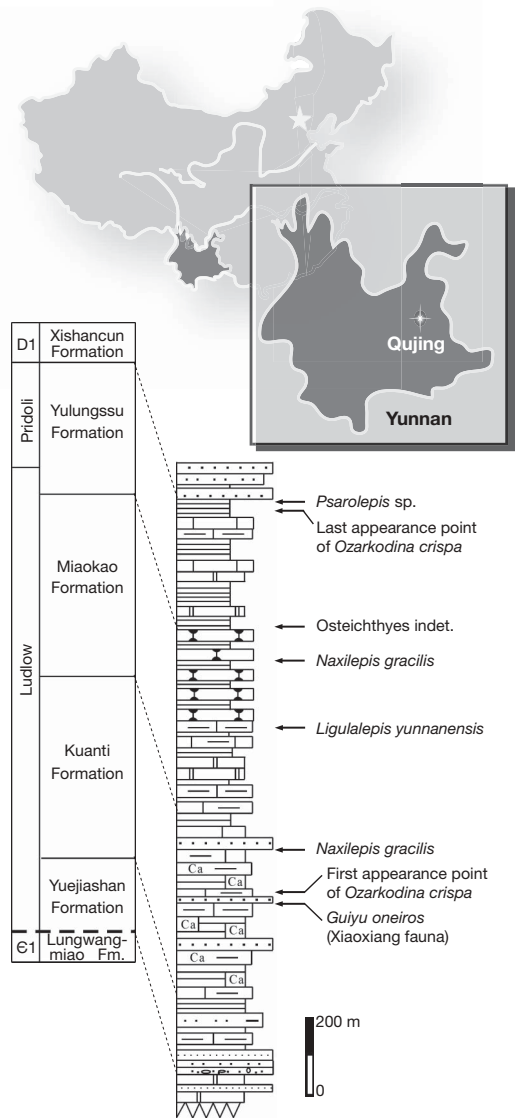 Qujing
Yunnan
D1
Xishancun
Formation
Pridoli
Yulungssu
Formation
Ludlow
Miaokao
Formation
Kuanti
Formation
Yuejiashan
Formation
Є1
Lungwang-
miao Fm.
Psarolepis sp.
Last appearance point
of Ozarkodina crispa
Osteichthyes indet.
Naxilepis gracilis
Ligulalepis yunnanensis
Naxilepis gracilis
First appearance point
of Ozarkodina crispa
Guiyu oneiros
(Xiaoxiang fauna)
Ca
Ca
Ca
Ca
Ca
Ca
Ca
200 m
0